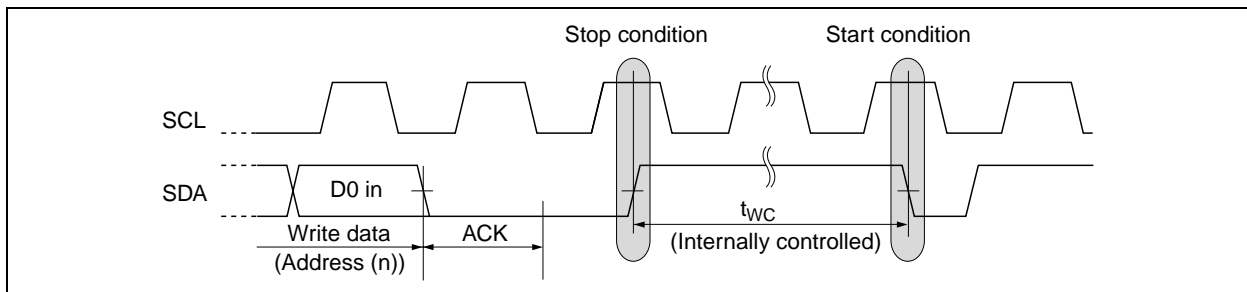 Stop condition
Start condition
SCL
SDA
D0 in
Write data
(Address (n))
ACK
tWC
(Internally controlled)